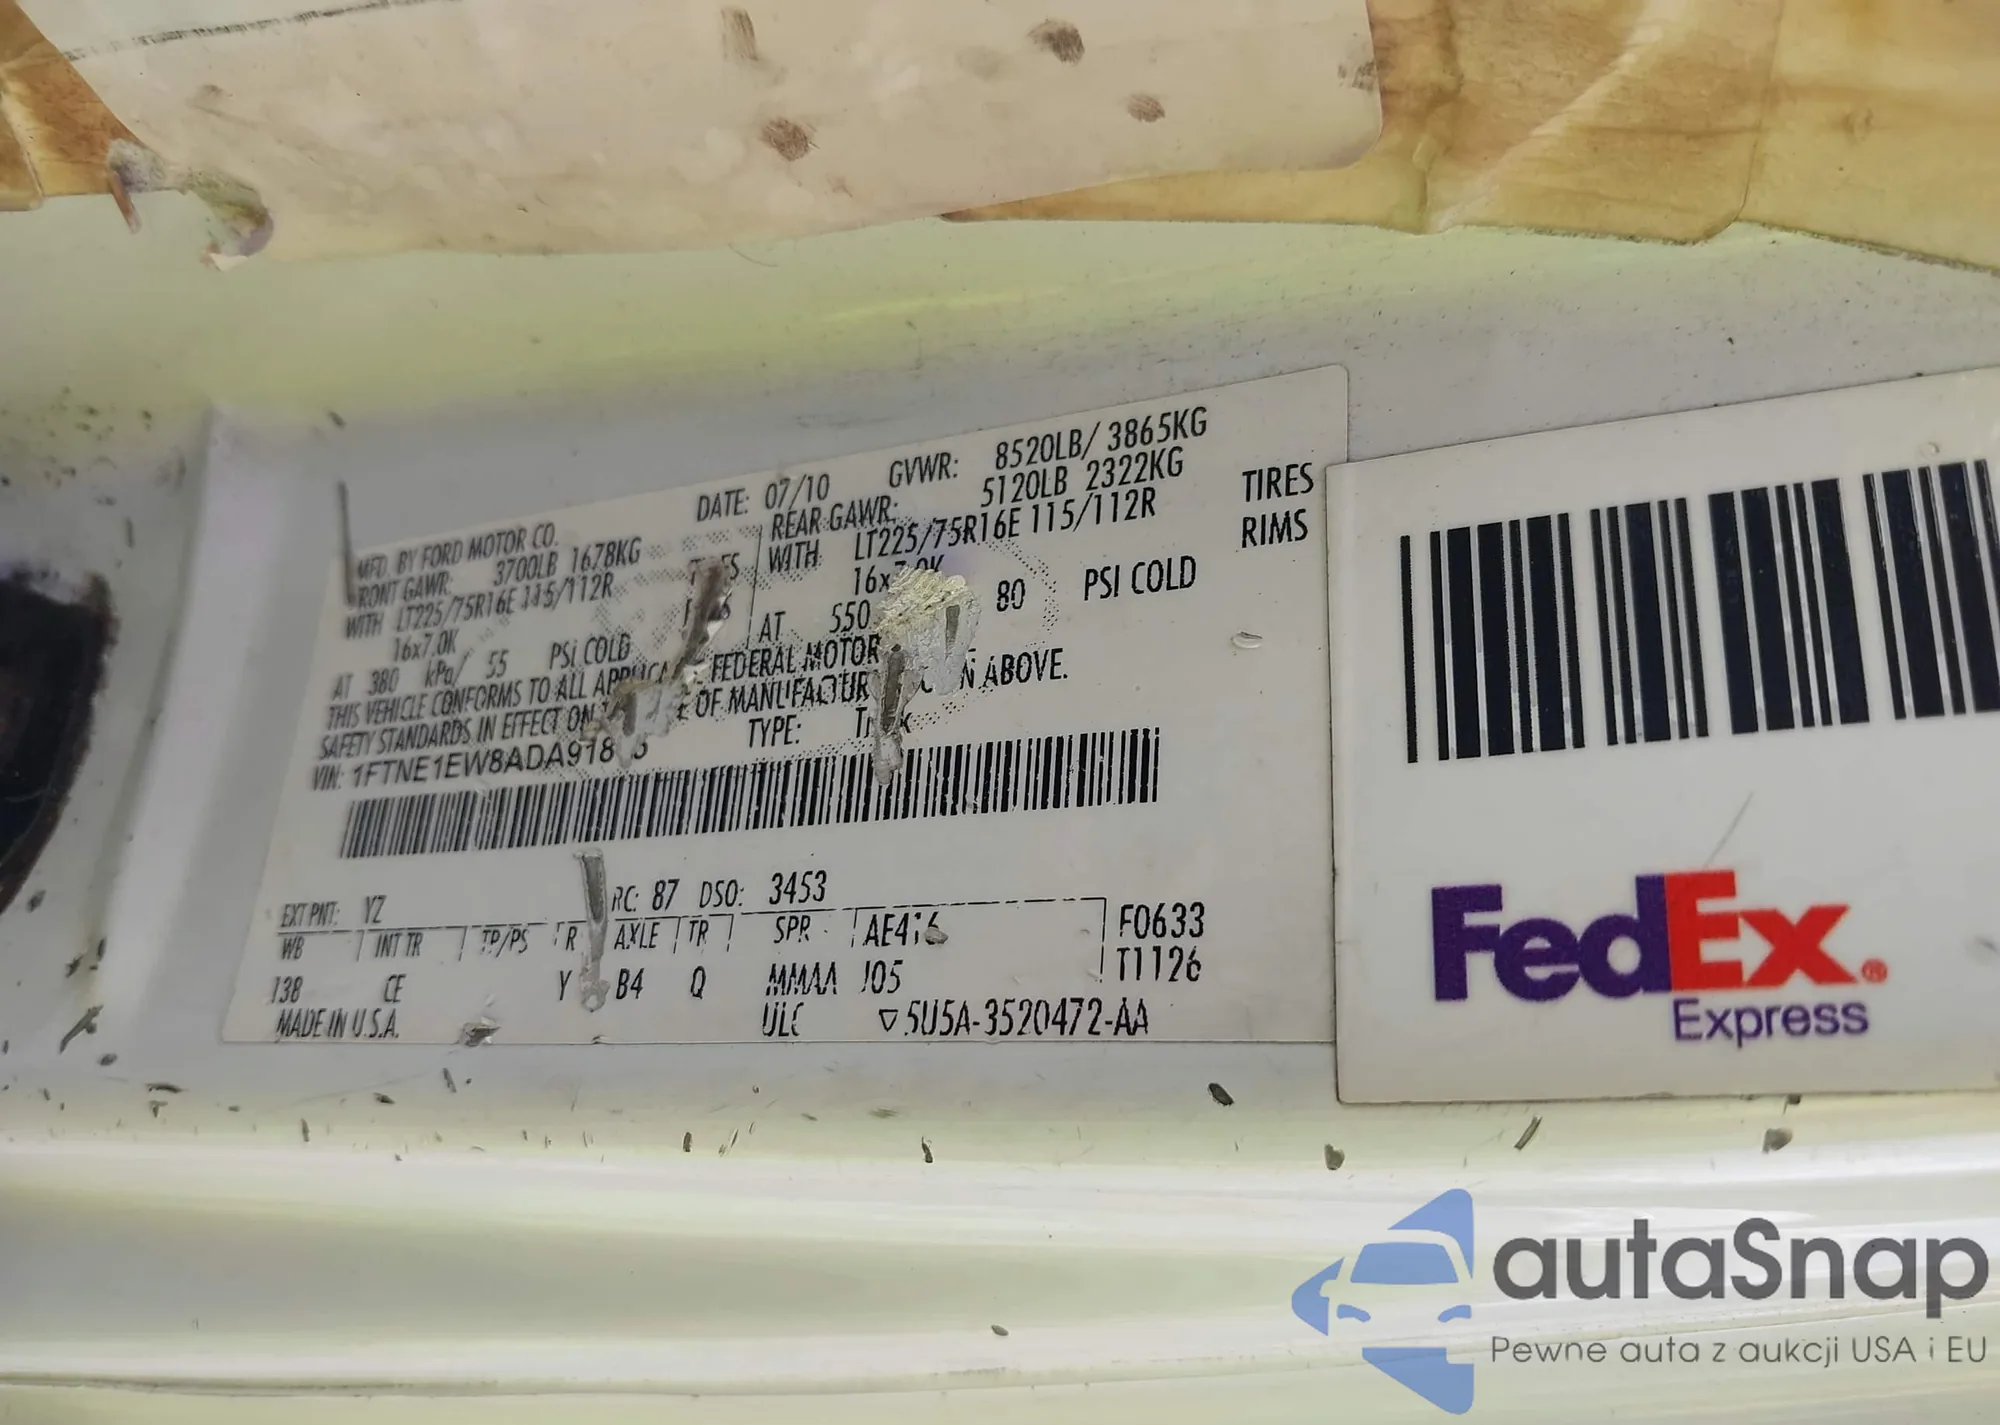 MFD. BY FORD MOTOR CO.
DATE: 07/10 GVWR: 8520LB/ 3865KG
FRONT GAWR: 3700LB 1678KG
REAR GAWR: 5120LB 2322KG
WITH LT225/75R16E 115/112R
WITH LT225/75R16E 115/112R TIRES
16x7.0K
RIMS
AT 380 kPa/ 55 PSI COLD
AT 550 80 PSI COLD
THIS VEHICLE CONFORMS TO ALL FEDERAL MOTOR
SAFETY STANDARDS IN EFFECT ON OF ABOVE.
VIN: TYPE:
EXT PNT: YZ RC: 87 DSO: 3453
WB INT TR TP/PS R AXLE TR SPR
138 CE Y B4 Q MMAA
MADE IN U.S.A. ULC
F0633
T1126
▽5U5A-3520472-AA
FedEx®
Express
autaSnap
Pewne auta z aukcji USA i EU